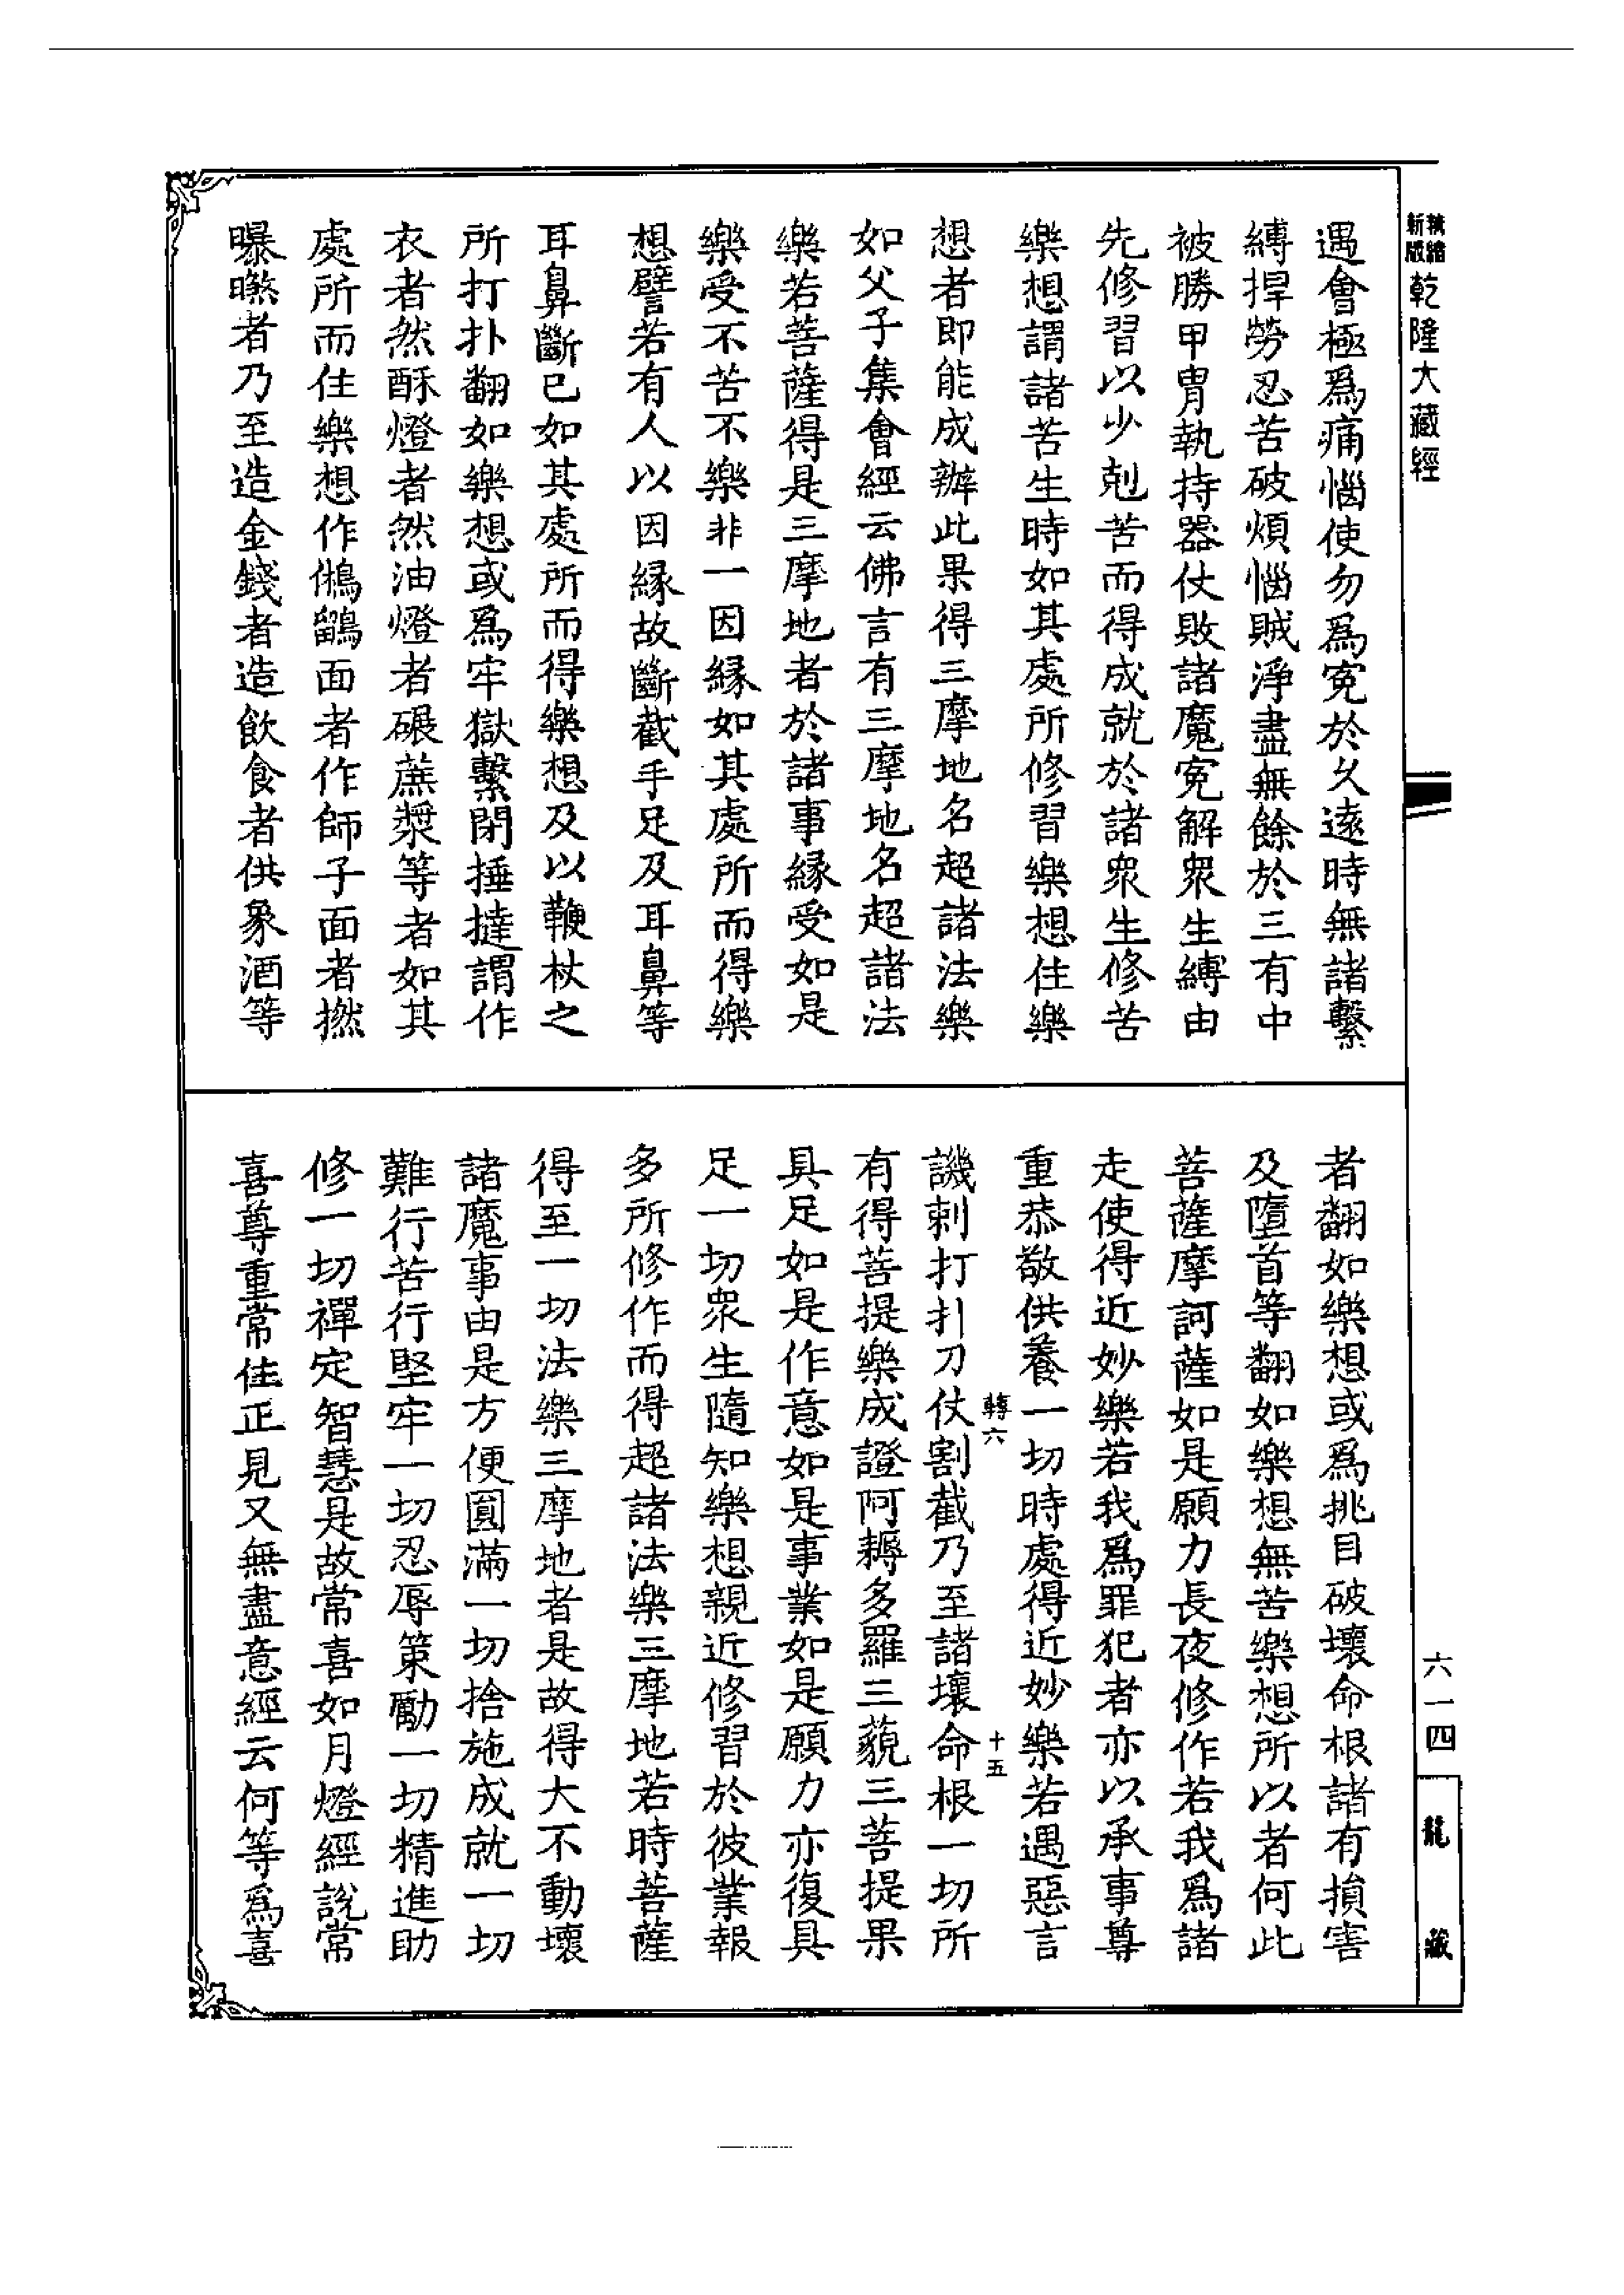 新版精縮乾隆大藏經
遇會極爲痛惱使勿爲寃於久遠時無諸繫
縛捍勞忍苦破煩惱賊淨盡無餘於三有中
被勝甲胄執持器仗敗諸魔寃解衆生縛由
先修習以少剋苦而得成就於諸衆生修苦
樂想謂諸苦生時如其處所修習樂想住樂
想者即能成辦此果得三摩地名超諸法樂
如父子集會經云佛言有三摩地名超諸法
樂若菩薩得是三摩地者於諸事緣受如是
樂受不苦不樂非一因緣如其處所而得樂
想譬若有人以因緣故斷截手足及耳鼻等
耳鼻斷已如其處所而得樂想及以鞭杖之
所打扑翻如樂想或爲牢獄繫閉捶撻謂作
衣者然酥燈者然油燈者碾蔗漿等者如其
處所而住樂想作鵂鶹面者作師子面者撚
曝㬠者乃至造金錢者造飲食者供象酒等
者翻如樂想或爲挑目破壞命根諸有損害
及墮首等翻如樂想無苦樂想所以者何此
菩薩摩訶薩如是願力長夜修作若我爲諸
走使得近妙樂若我爲罪犯者亦以承事尊
重恭敬供養一切時處得近妙樂若遇惡言
轉六
十五
譏刺打扑刀仗割截乃至諸壞命根一切所
有得菩提樂成證阿耨多羅三藐三菩提果
具足如是作意如是事業如是願力亦復具
足一切衆生隨知樂想親近修習於彼業報
多所修作而得超諸法樂三摩地若時菩薩
得至一切法樂三摩地者是故得大不動壞
諸魔事由是方便圓滿一切捨施成就一切
難行苦行堅牢一切忍辱策勵一切精進助
修一切禪定智慧是故常喜如月燈經說常
喜尊重常住正見又無盡意經云何等爲喜
六一四
龍藏